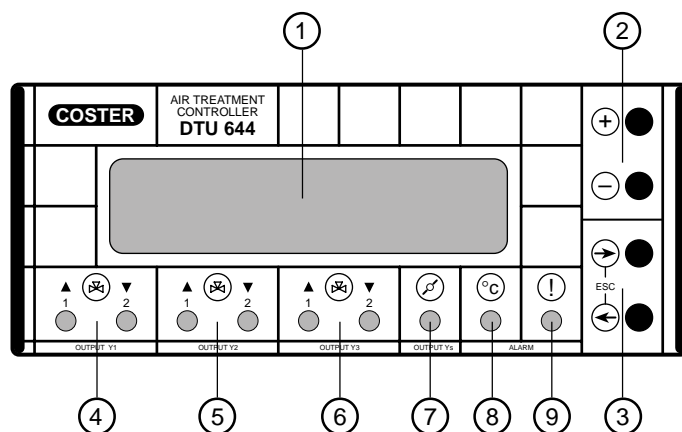 1 2
COSTER
AIR TREATMENT
CONTROLLER
DTU 644
+
−
ESC
▲ ▼ ▲ ▼ ▲ ▼ °c !
1 2 1 2 1 2
OUTPUT Y1 OUTPUT Y2 OUTPUT Y3 OUTPUT Ys ALARM
4 5 6 7 8 9 3